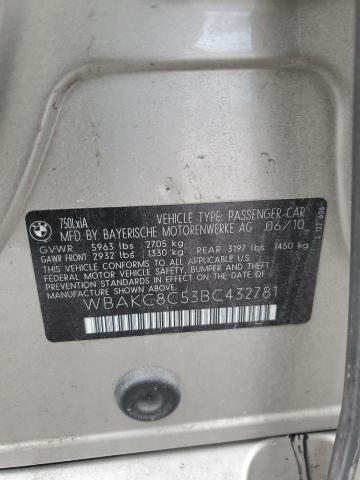 BMW
750LxiA
VEHICLE TYPE: PASSENGER-CAR
MFD BY BAYERISCHE MOTORENWERKE AG 06/10
GVWR 5963 lbs 2705 kg
GAWR FRONT 2932 lbs 1330 kg REAR 3197 lbs 1450 kg
THIS VEHICLE CONFORMS TO ALL APPLICABLE
FEDERAL MOTOR VEHICLE SAFETY, BUMPER, AND THEFT
PREVENTION STANDARDS IN EFFECT ON THE DATE OF
MANUFACTURE SHOWN ABOVE.
WBAKC8C53BC432781